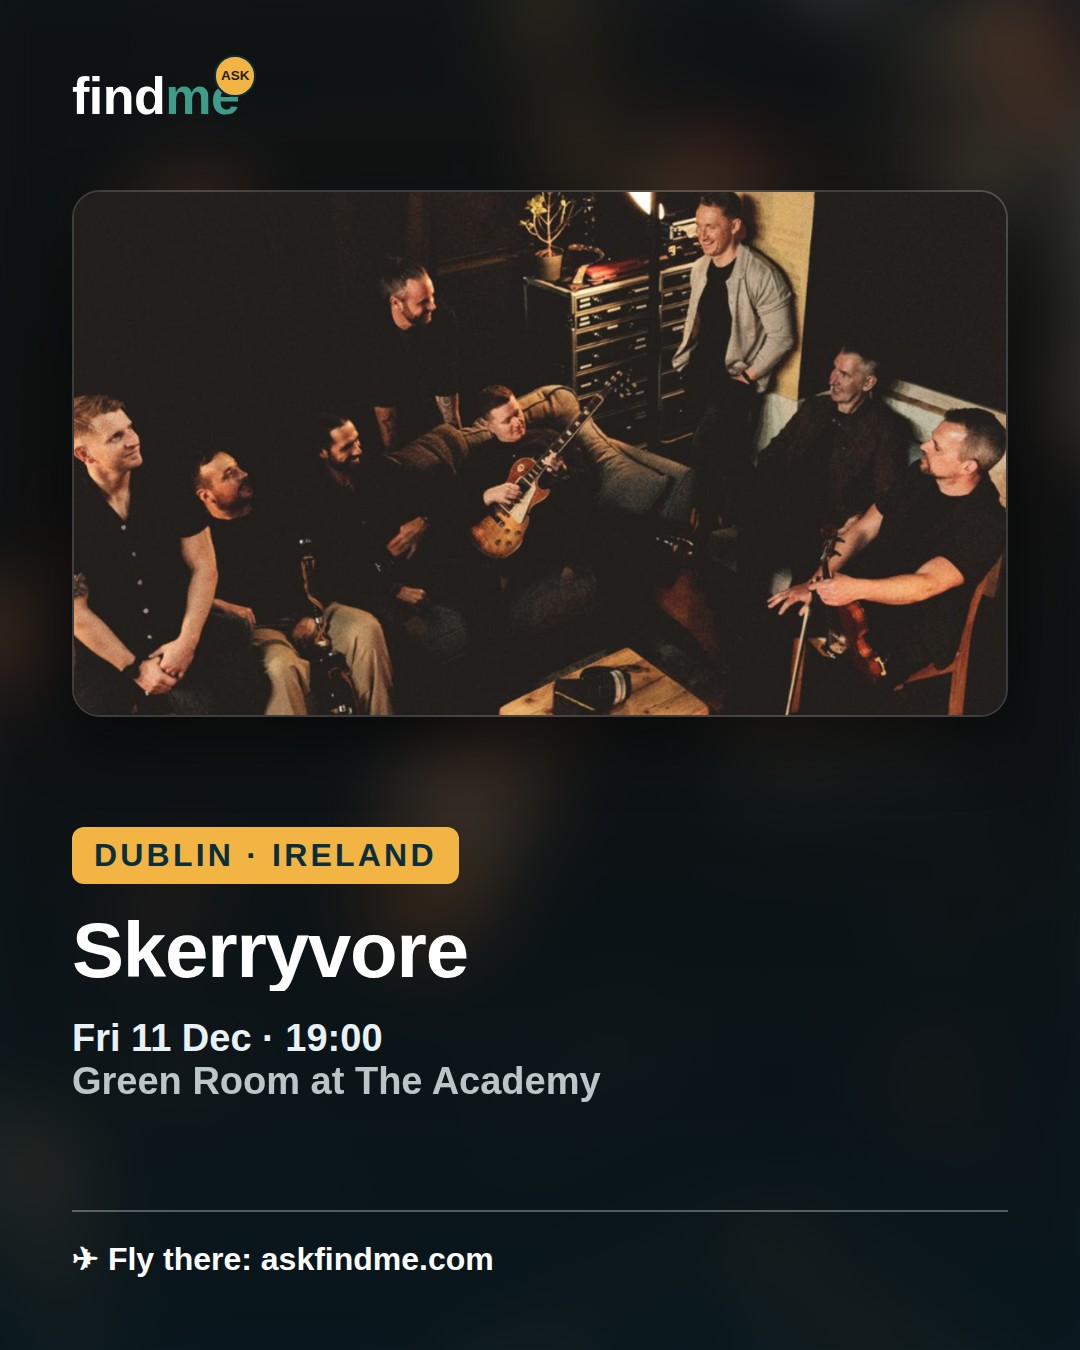 findme
ASK
DUBLIN · IRELAND
Skerryvore
Fri 11 Dec · 19:00
Green Room at The Academy
✈ Fly there: askfindme.com